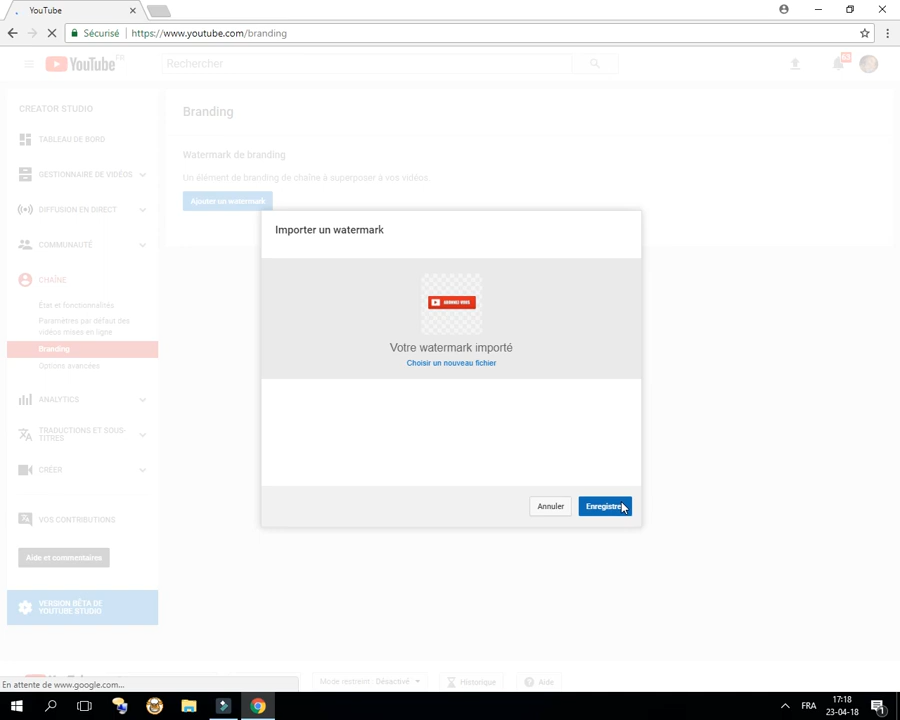 YouTube
Sécurisé
https://www.youtube.com/branding
YouTube FR
Rechercher
63
CREATOR STUDIO
TABLEAU DE BORD
GESTIONNAIRE DE VIDÉOS
DIFFUSION EN DIRECT
COMMUNAUTÉ
CHAÎNE
État et fonctionnalités
Paramètres par défaut des
vidéos mises en ligne
Branding
Options avancées
ANALYTICS
TRADUCTIONS ET SOUS-
TITRES
CRÉER
VOS CONTRIBUTIONS
Aide et commentaires
VERSION BÊTA DE
YOUTUBE STUDIO
Branding
Watermark de branding
Un élément de branding de chaîne à superposer à vos vidéos.
Ajouter un watermark
Importer un watermark
ABONNEZ VOUS
Votre watermark importé
Choisir un nouveau fichier
Annuler
Enregistrer
Mode restreint : Désactivé
Historique
Aide
En attente de www.google.com...
FRA
17:18
23-04-18
1